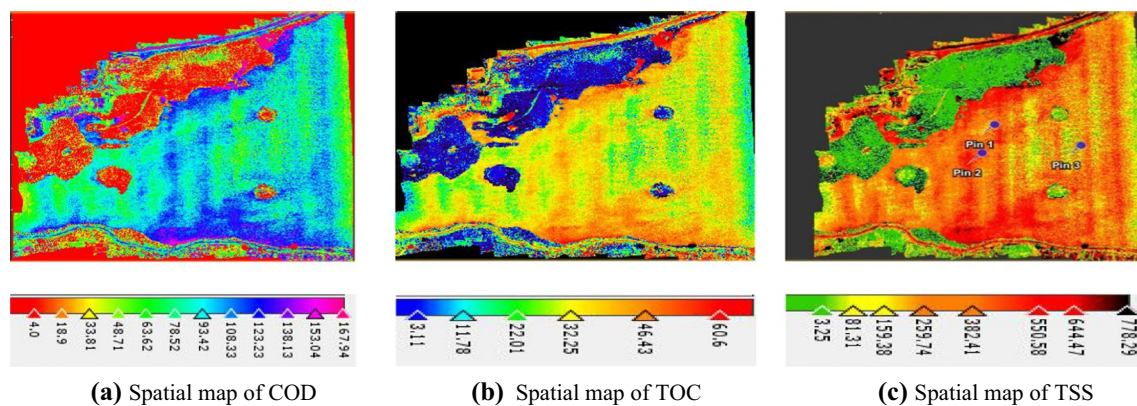 Pin 1
Pin 2
Pin 3
4.0 18.9 33.81 48.71 63.62 78.52 93.42 108.33 123.23 138.13 153.04 167.94
3.11 11.78 22.01 32.25 46.43 60.6
3.25 81.31 159.38 259.74 382.41 550.58 644.47 778.29
(a) Spatial map of COD
(b) Spatial map of TOC
(c) Spatial map of TSS